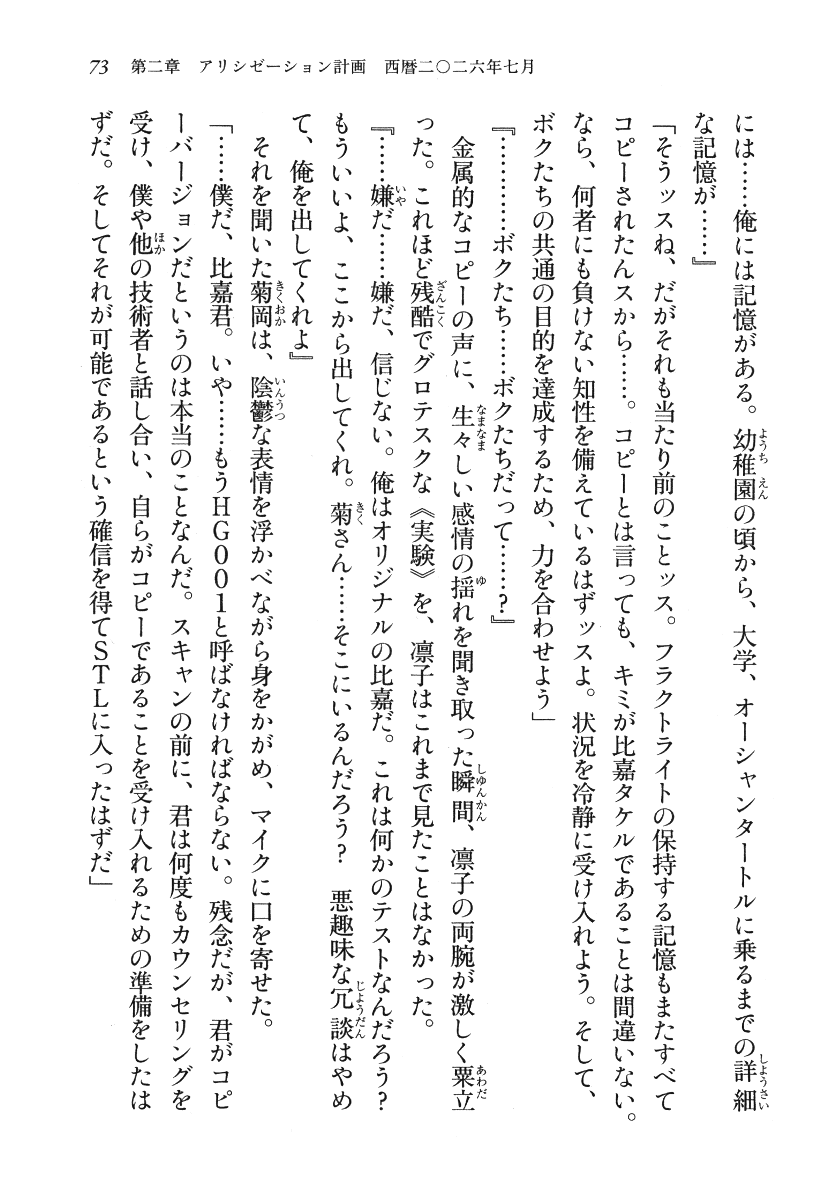 73　第二章　アリシゼーション計画　西暦二〇二六年七月
には……俺には記憶がある。幼稚園の頃から、大学、オーシャンタートルに乗るまでの詳細
な記憶が……』
「そうッスね、だがそれも当たり前のことッス。フラクトライトの保持する記憶もまたすべて
コピーされたんスから……。コピーとは言っても、キミが比嘉タケルであることは間違いない。
なら、何者にも負けない知性を備えているはずッスよ。状況を冷静に受け入れよう。そして、
ボクたちの共通の目的を達成するため、力を合わせよう」
『…………ボクたち……ボクたちだって……？』
　金属的なコピーの声に、生々しい感情の揺れを聞き取った瞬間、凛子の両腕が激しく粟立
った。これほど残酷でグロテスクな《実験》を、凛子はこれまで見たことはなかった。
『……嫌だ……嫌だ、信じない。俺はオリジナルの比嘉だ。これは何かのテストなんだろう？
もういいよ、ここから出してくれ。菊さん……そこにいるんだろう？　悪趣味な冗談はやめ
て、俺を出してくれよ』
　それを聞いた菊岡は、陰鬱な表情を浮かべながら身をかがめ、マイクに口を寄せた。
「……僕だ、比嘉君。いや……もうＨＧ００１と呼ばなければならない。残念だが、君がコピ
ーバージョンだというのは本当のことなんだ。スキャンの前に、君は何度もカウンセリングを
受け、僕や他の技術者と話し合い、自らがコピーであることを受け入れるための準備をしたは
ずだ。そしてそれが可能であるという確信を得てＳＴＬに入ったはずだ」